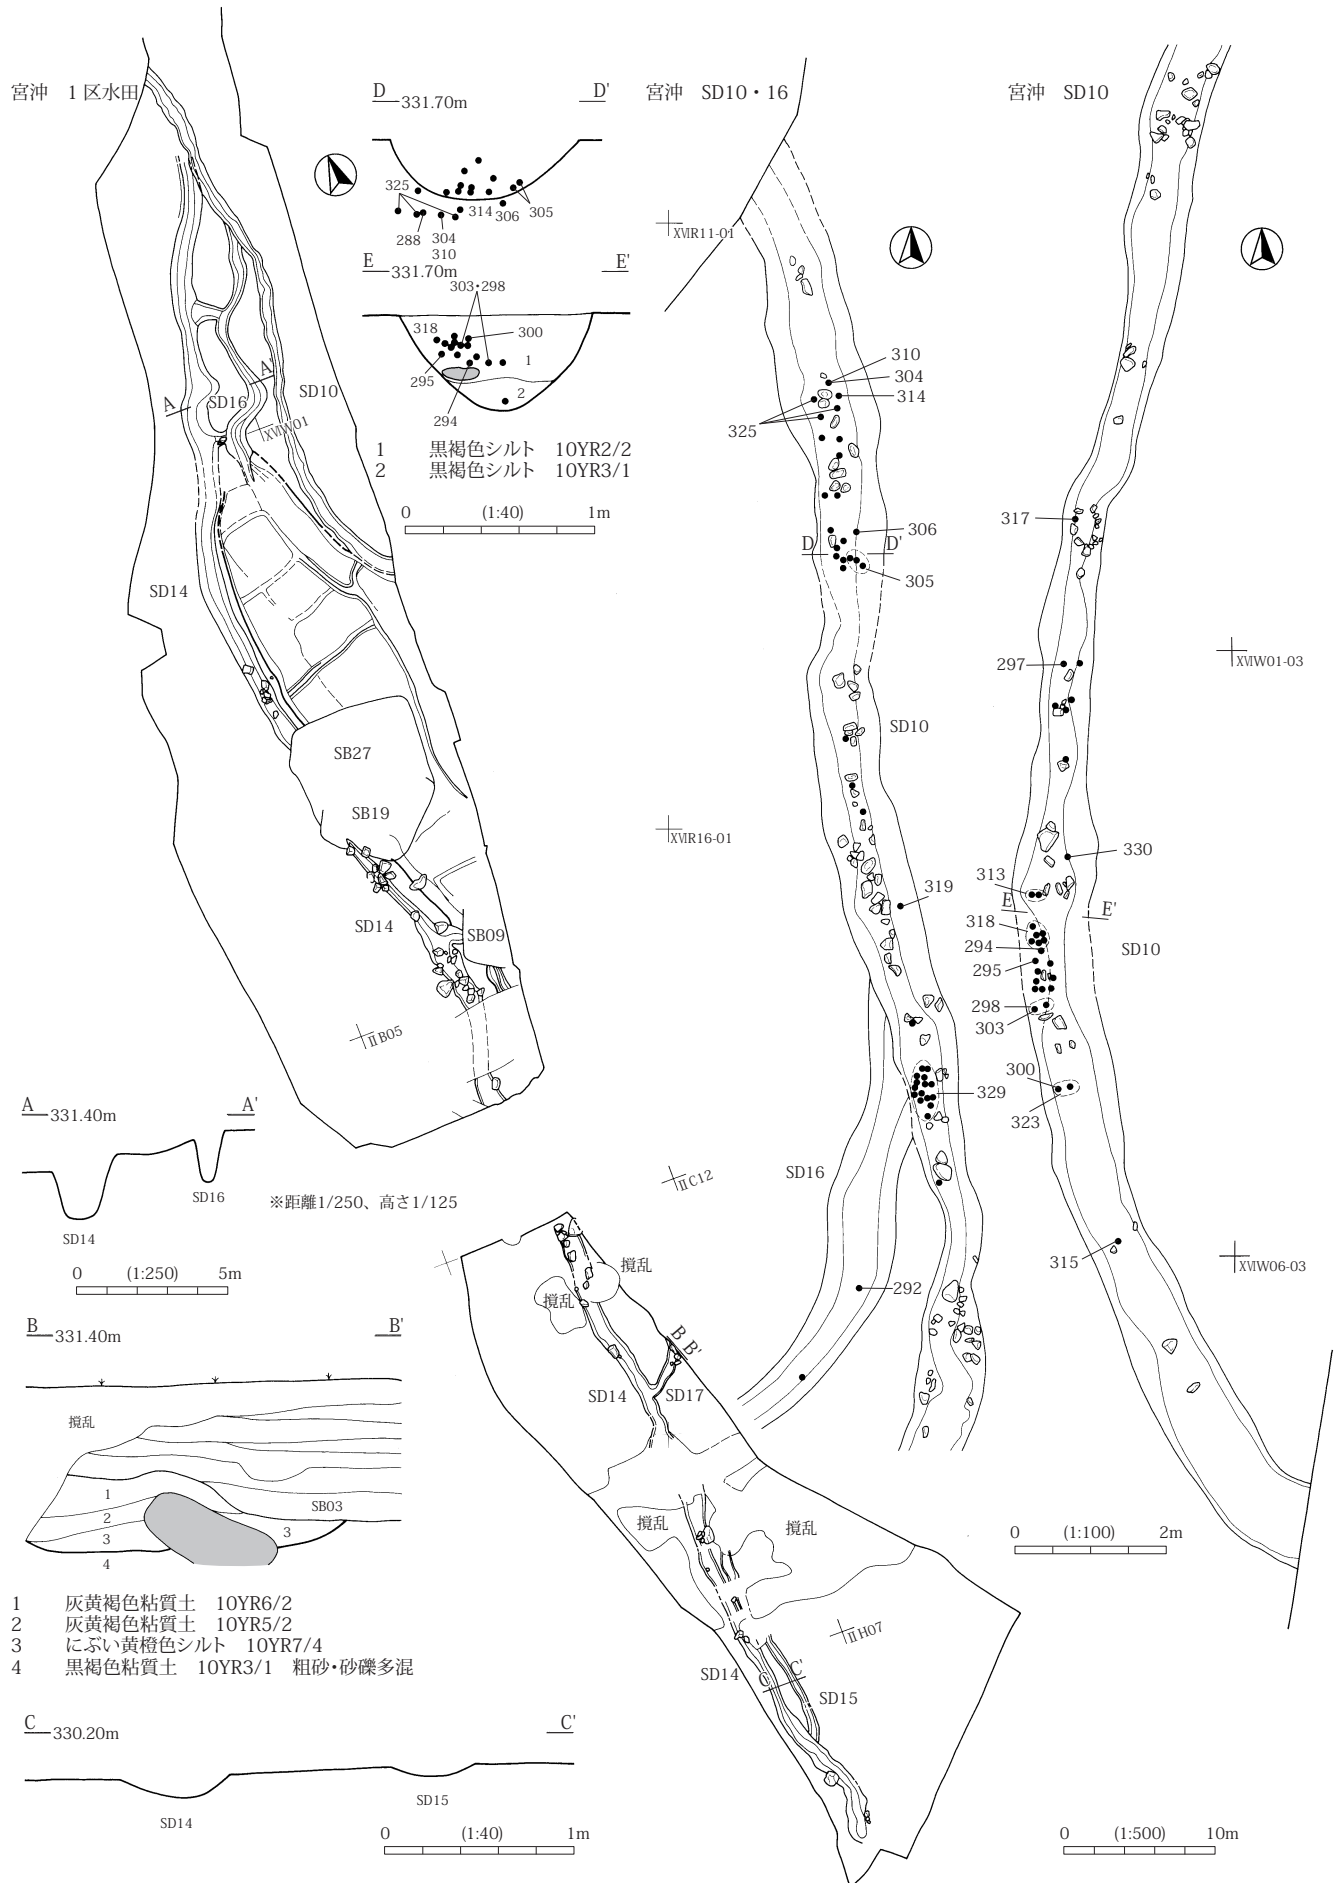 宮沖　1区水田
D
331.70m
D'
325
288
304
310
314
306
305
E
331.70m
E'
303・298
318
300
295
294
1
2
1　黒褐色シルト　10YR2/2
2　黒褐色シルト　10YR3/1
0　(1:40)　1m
A
A'
SD16
SD10
XⅦW01
SD14
SB27
SB19
SD14
SB09
ⅡB05
A
331.40m
A'
SD14
SD16
※距離1/250、高さ1/125
0　(1:250)　5m
B
331.40m
B'
撹乱
1
2
3
4
3
SB03
1　灰黄褐色粘質土　10YR6/2
2　灰黄褐色粘質土　10YR5/2
3　にぶい黄橙色シルト　10YR7/4
4　黒褐色粘質土　10YR3/1　粗砂・砂礫多混
C
330.20m
C'
SD14
SD15
0　(1:40)　1m
宮沖　SD10・16
XⅦR11-01
310
304
314
325
306
D
D'
305
SD10
XⅦR16-01
319
329
SD16
ⅡC12
292
撹乱
撹乱
B
B'
SD14
SD17
撹乱
撹乱
ⅡH07
SD14
C
C'
SD15
宮沖　SD10
317
297
XⅦW01-03
330
313
E
E'
318
294
295
SD10
298
303
300
323
315
XⅦW06-03
0　(1:100)　2m
0　(1:500)　10m